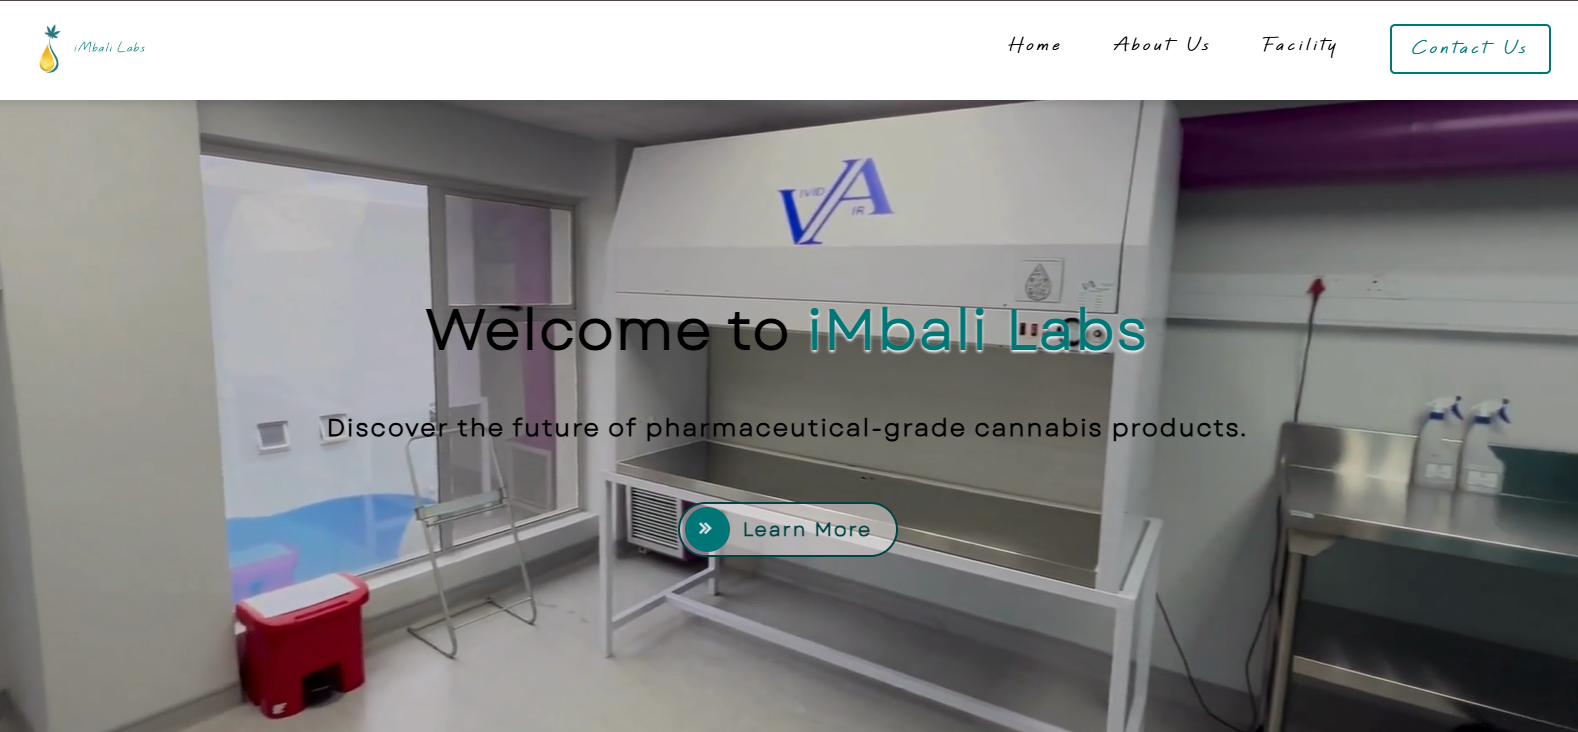 iMbali Labs
Home
About Us
Facility
Contact Us
VIVID
AIR
Welcome to iMbali Labs
Discover the future of pharmaceutical-grade cannabis products.
» Learn More